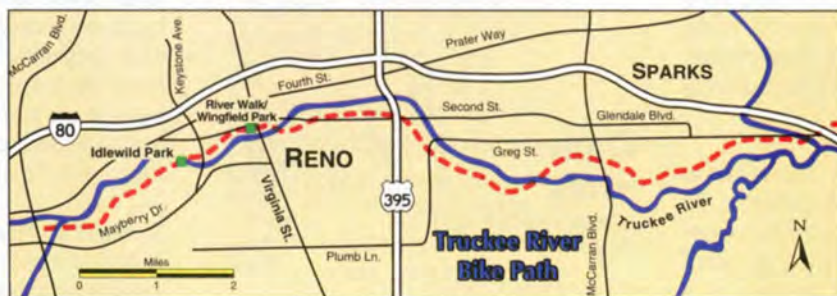 McCarran Blvd.
Keystone Ave.
Prater Way
Fourth St.
SPARKS
River Walk/
Wingfield Park
Second St.
Glendale Blvd.
80
Idlewild Park
RENO
Greg St.
Virginia St.
395
Mayberry Dr.
Truckee River
McCarran Blvd.
N
Miles
Plumb Ln.
Truckee River
Bike Path
0 1 2